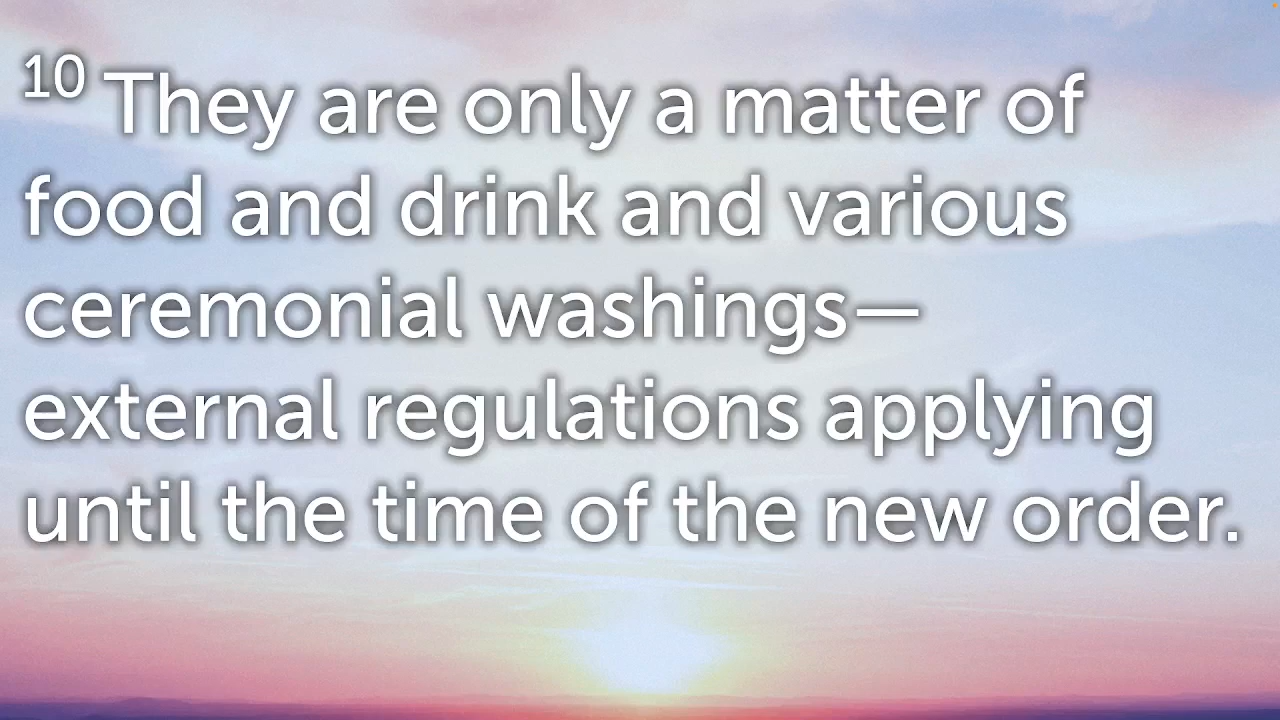 10 They are only a matter of
food and drink and various
ceremonial washings—
external regulations applying
until the time of the new order.